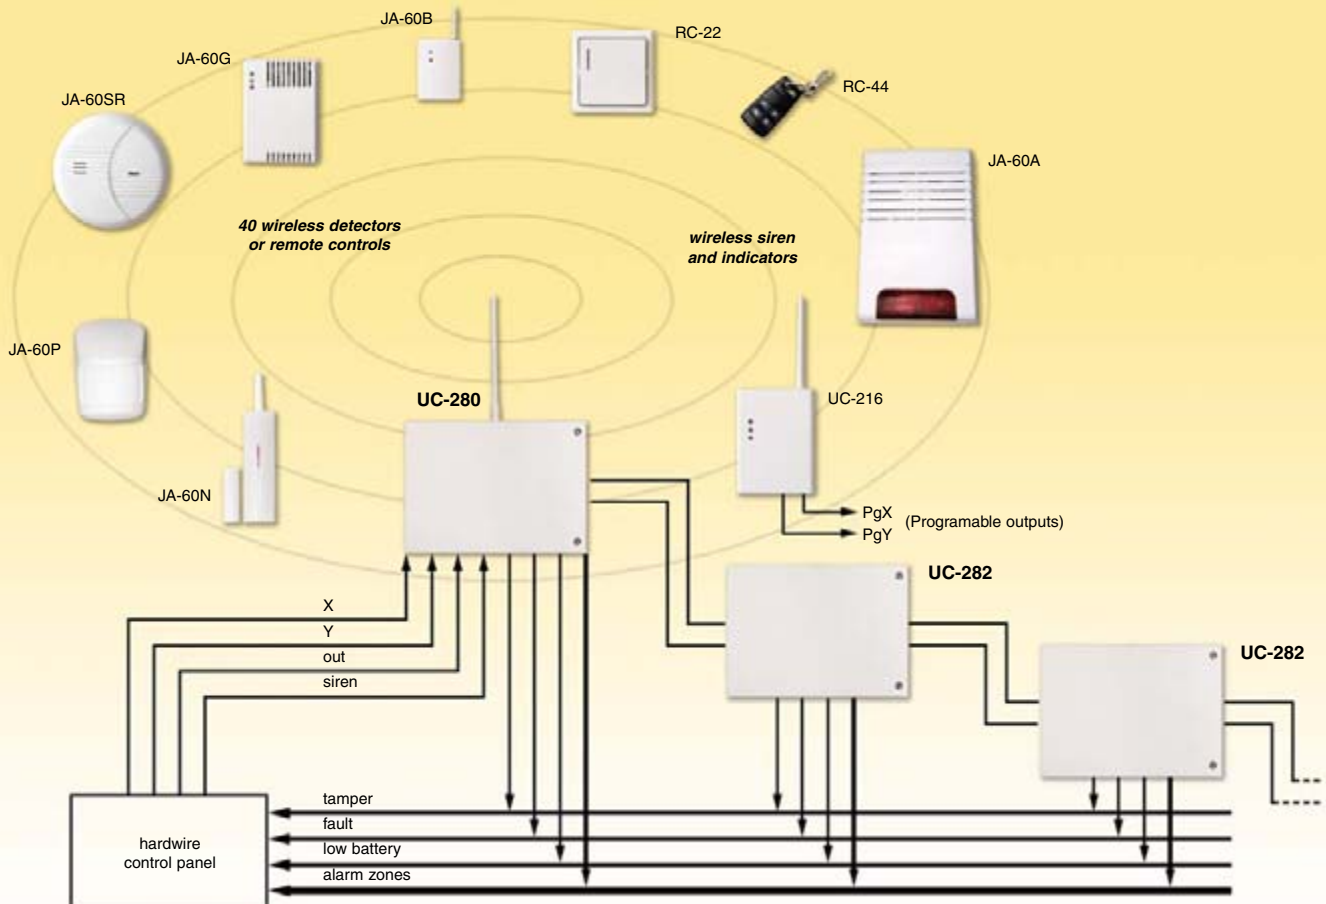 JA-60B
RC-22
JA-60G
RC-44
JA-60SR
JA-60A
40 wireless detectors
or remote controls
wireless siren
and indicators
JA-60P
UC-280
UC-216
JA-60N
PgX
PgY
(Programable outputs)
UC-282
X
Y
out
siren
UC-282
tamper
fault
low battery
alarm zones
hardwire
control panel